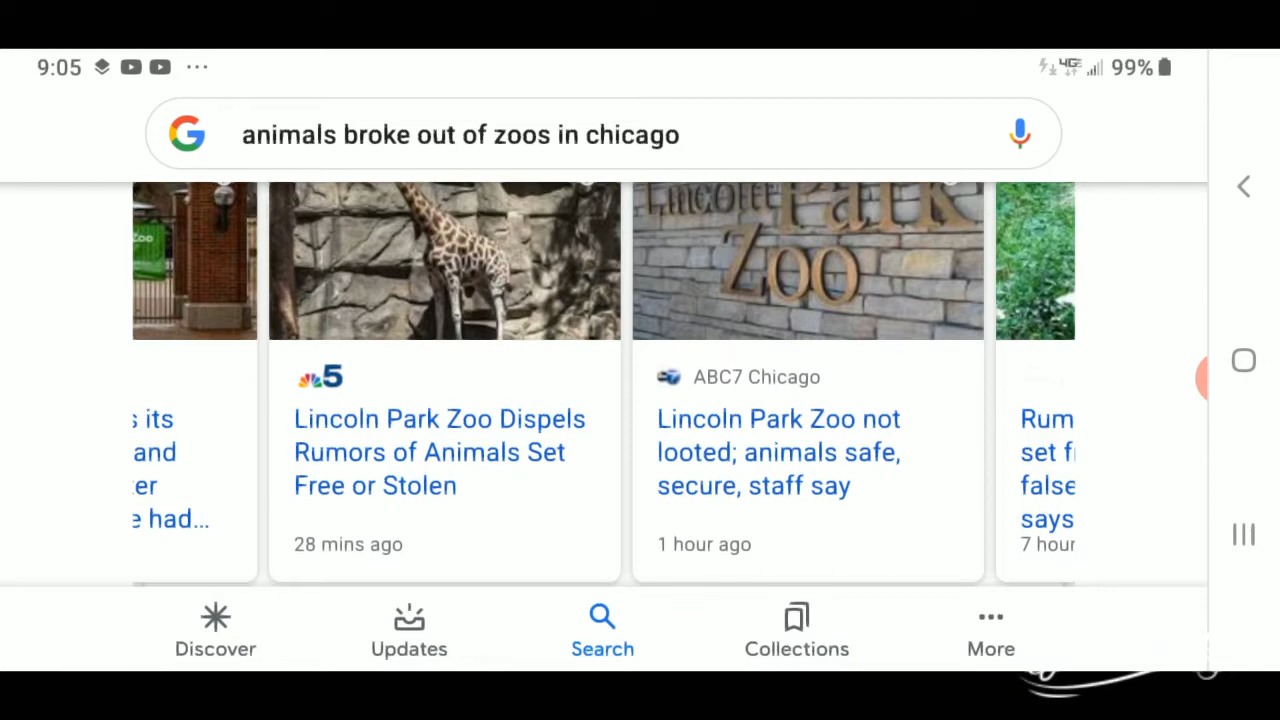 9:05
4G
99%
animals broke out of zoos in chicago
Zoo
Lincoln Park
Zoo
5
ABC7 Chicago
s its
and
er
e had...
Lincoln Park Zoo Dispels
Rumors of Animals Set
Free or Stolen
28 mins ago
Lincoln Park Zoo not
looted; animals safe,
secure, staff say
1 hour ago
Rum
set f
false
says
7 hour
Discover
Updates
Search
Collections
More